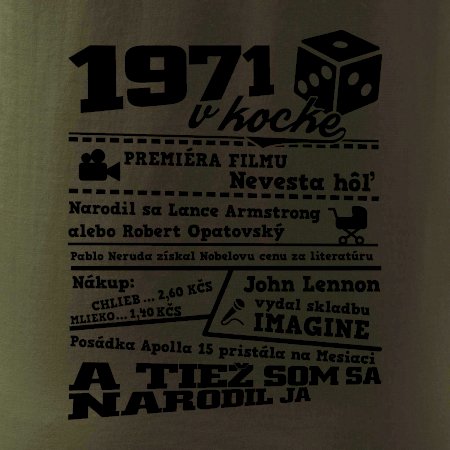 1971
v kocke
PREMIÉRA FILMU
Nevesta hôľ
Narodil sa Lance Armstrong
alebo Robert Opatovský
Pablo Neruda získal Nobelovu cenu za literatúru
Nákup:
CHLIEB ... 2,60 KČS
MLIEKO ... 1,40 KČS
John Lennon
vydal skladbu
IMAGINE
Posádka Apolla 15 pristála na Mesiaci
A TIEŽ SOM SA
NARODIL JA